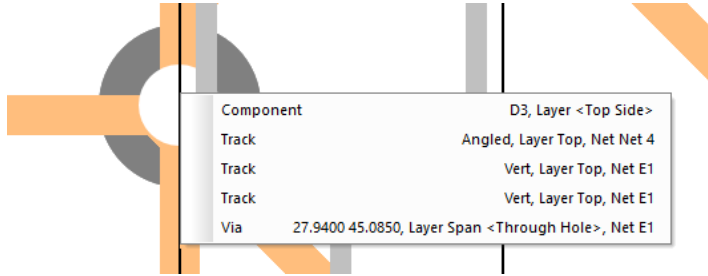 Component D3, Layer <Top Side>
Track Angled, Layer Top, Net Net 4
Track Vert, Layer Top, Net E1
Track Vert, Layer Top, Net E1
Via 27.9400 45.0850, Layer Span <Through Hole>, Net E1